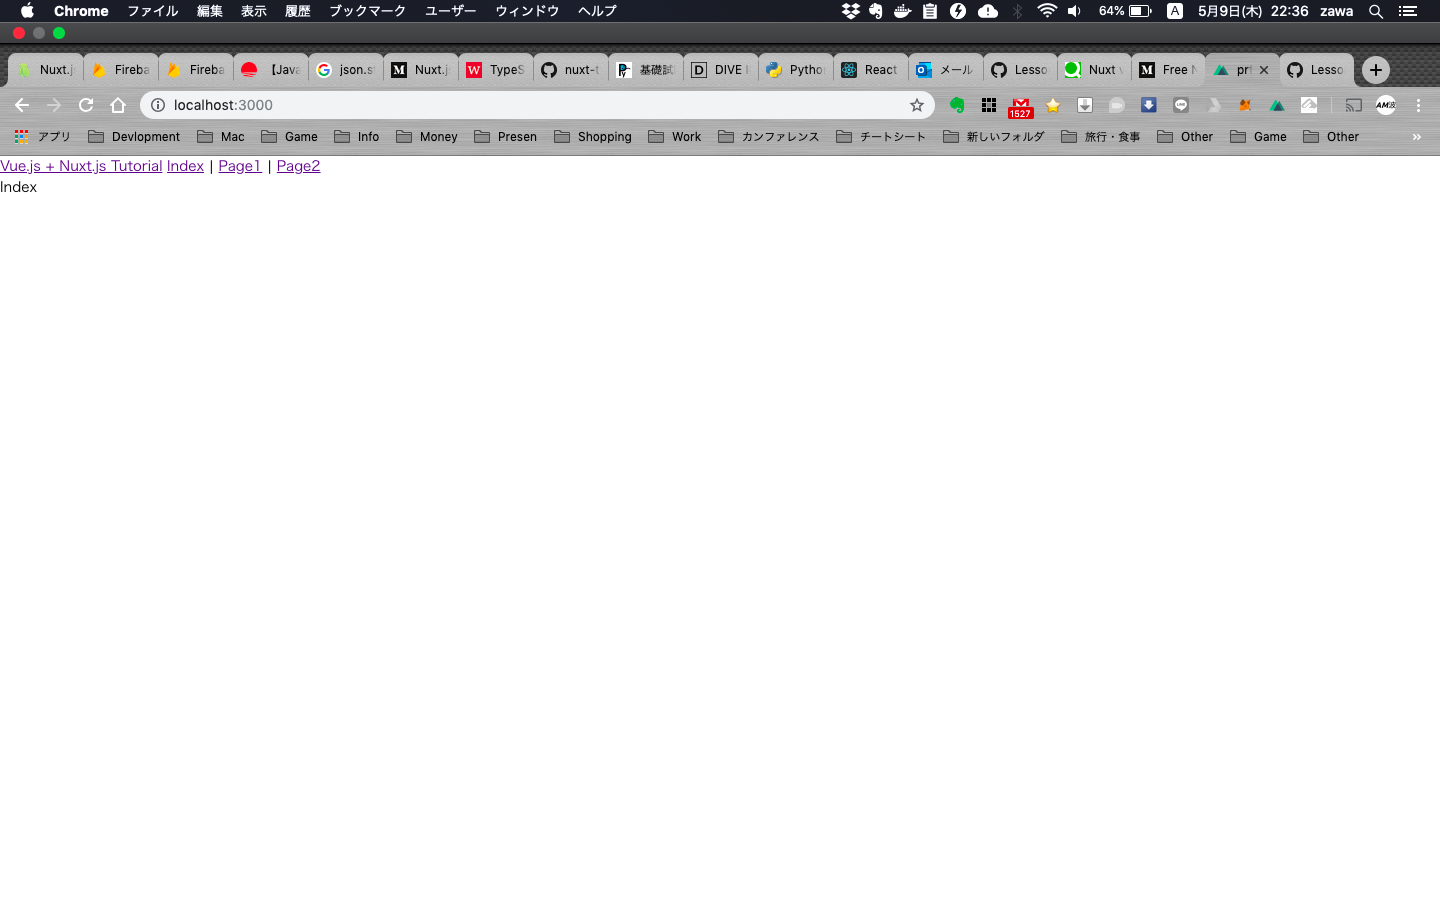 Chrome ファイル 編集 表示 履歴 ブックマーク ユーザー ウィンドウ ヘルプ 64% A 5月9日(木) 22:36 zawa
Nuxt.j Fireba Fireba 【Java json.s Nuxt.j TypeS nuxt-t 基礎試 DIVE Python React メール Lesso Nuxt Free N pr Lesso
localhost:3000 1527
アプリ Devlopment Mac Game Info Money Presen Shopping Work カンファレンス チートシート 新しいフォルダ 旅行・食事 Other Game Other »
Vue.js + Nuxt.js Tutorial Index | Page1 | Page2
Index